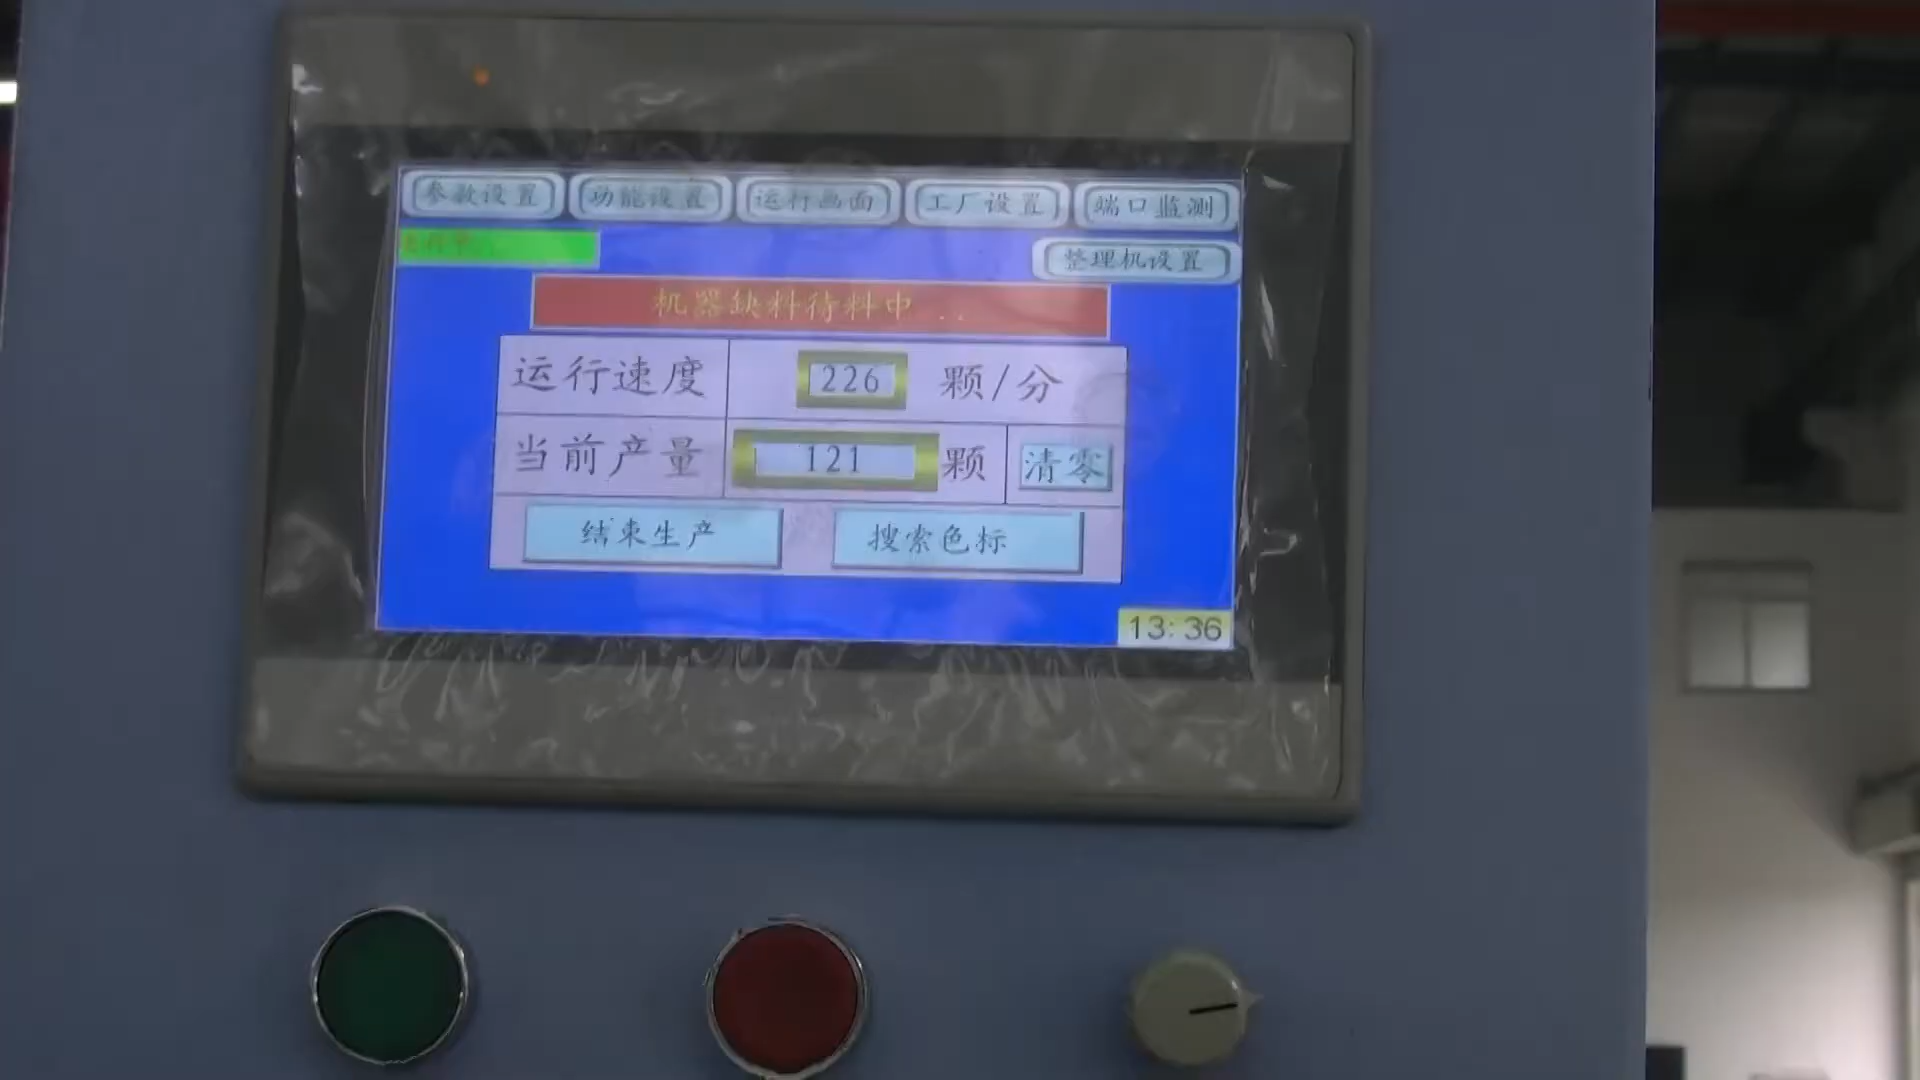 参数设置 功能设置 运行画面 工厂设置 端口监测
整理机设置
机器缺料待料中...
运行速度 226 颗/分
当前产量 121 颗 清零
结束生产 搜索色标
13:36